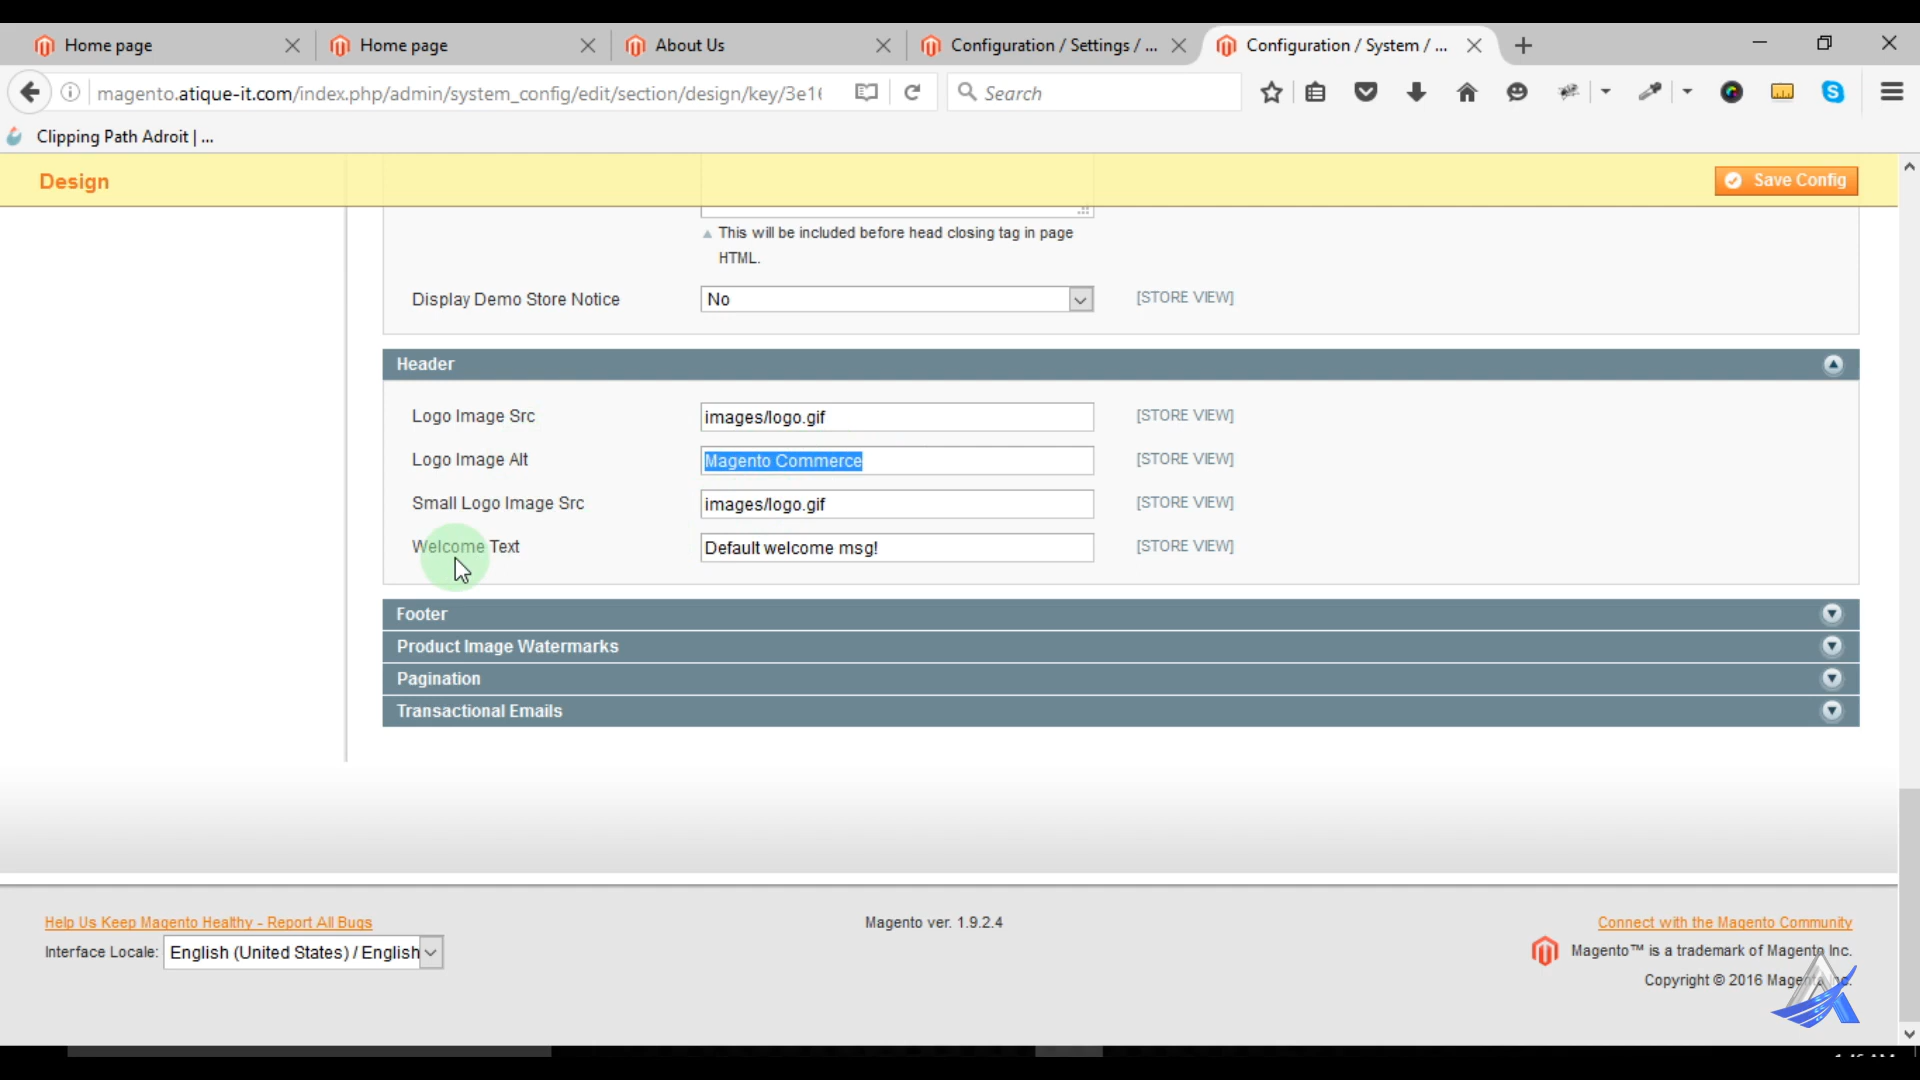 Home page
Home page
About Us
Configuration / Settings / ...
Configuration / System / ...
magento.atique-it.com/index.php/admin/system_config/edit/section/design/key/3e1
Search
Clipping Path Adroit | ...
Design
Save Config
This will be included before head closing tag in page
HTML.
Display Demo Store Notice
No
[STORE VIEW]
Header
Logo Image Src
images/logo.gif
[STORE VIEW]
Logo Image Alt
Magento Commerce
[STORE VIEW]
Small Logo Image Src
images/logo.gif
[STORE VIEW]
Welcome Text
Default welcome msg!
[STORE VIEW]
Footer
Product Image Watermarks
Pagination
Transactional Emails
Help Us Keep Magento Healthy - Report All Bugs
Magento ver. 1.9.2.4
Connect with the Magento Community
Interface Locale: English (United States) / English
Magento™ is a trademark of Magento Inc.
Copyright © 2016 Magento Inc.